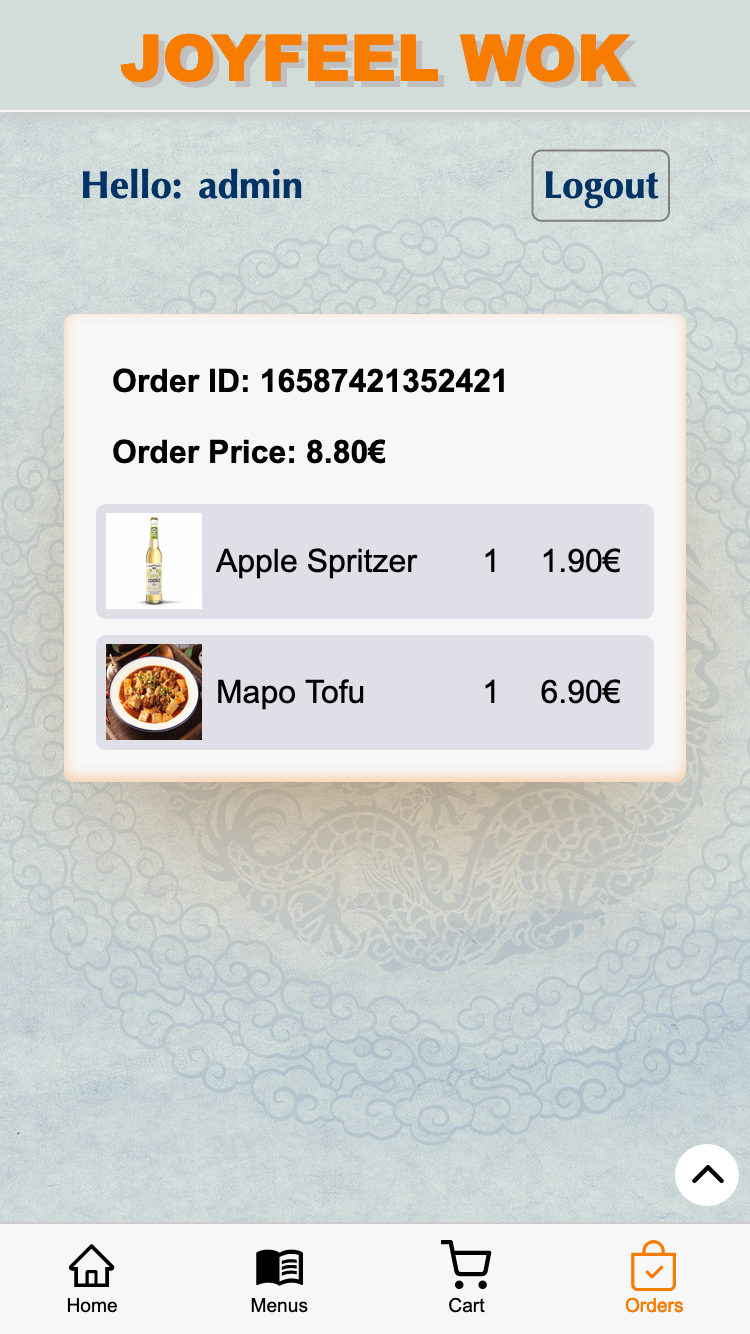 JOYFEEL WOK
Hello: admin
Logout
Order ID: 16587421352421
Order Price: 8.80€
Apple Spritzer 1 1.90€
Mapo Tofu 1 6.90€
Home Menus Cart Orders